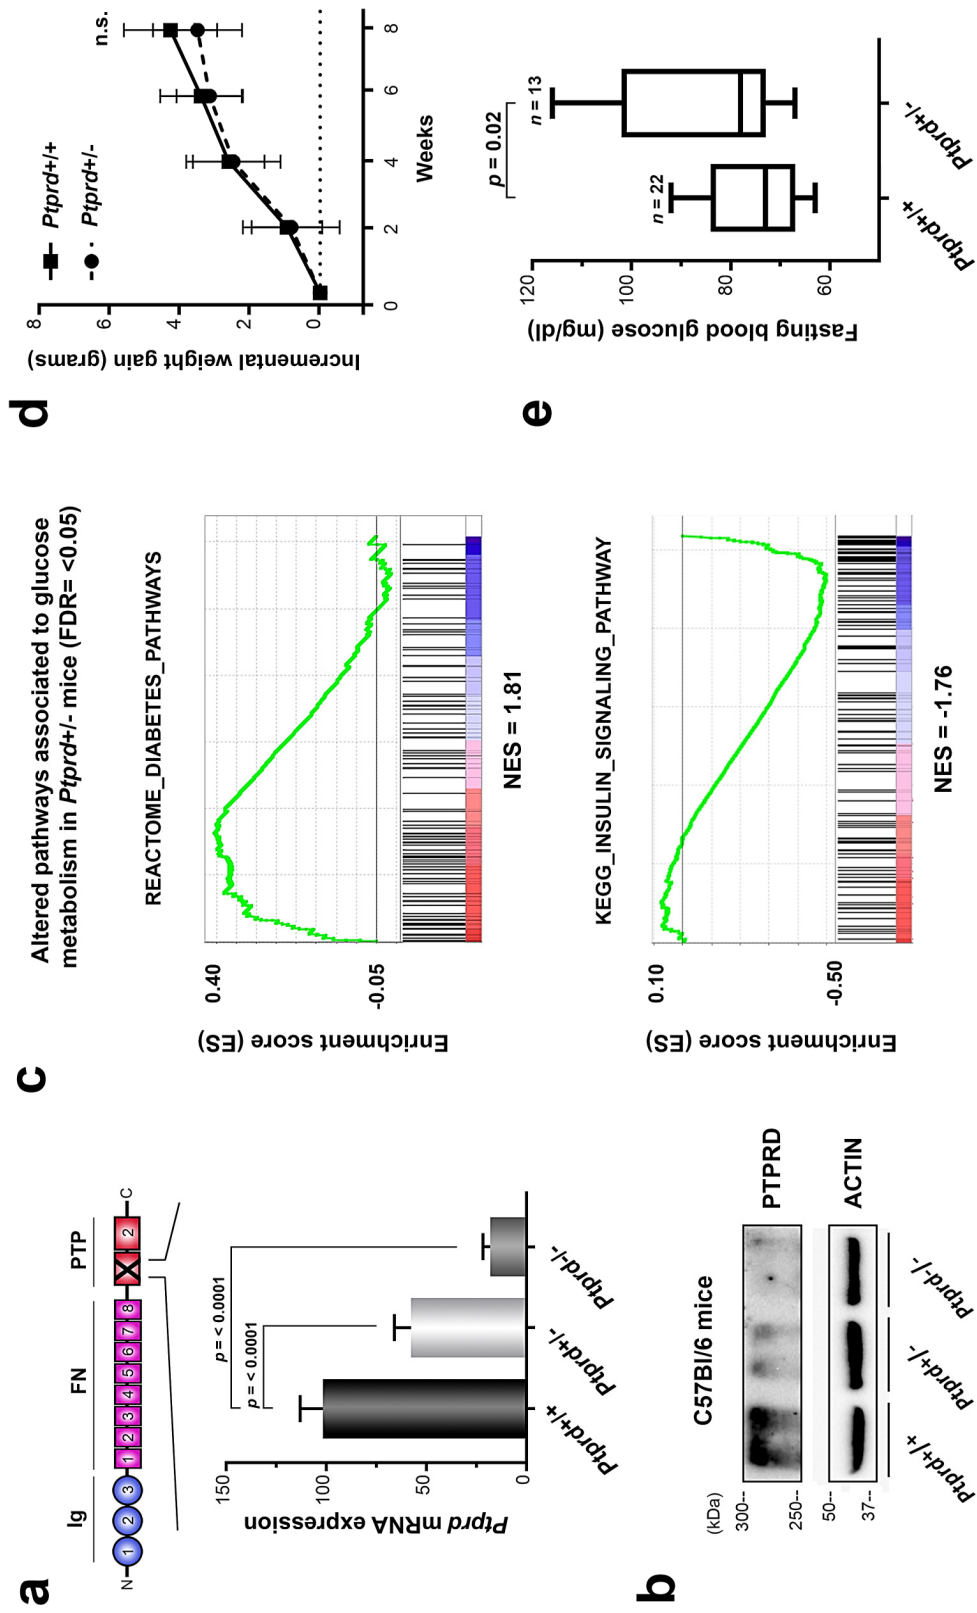 a
Ig
FN
PTP
N
1
2
3
1
2
3
4
5
6
7
8
X
2
C
Ptprd mRNA expression
150
100
50
0
p = < 0.0001
p = < 0.0001
Ptprd+/+
Ptprd+/-
Ptprd-/-
b
C57Bl/6 mice
(kDa)
300--
250--
PTPRD
50--
37--
ACTIN
Ptprd+/+
Ptprd+/-
Ptprd-/-
c
Altered pathways associated to glucose
metabolism in Ptprd+/- mice (FDR= <0.05)
REACTOME_DIABETES_PATHWAYS
Enrichment score (ES)
0.40
-0.05
NES = 1.81
KEGG_INSULIN_SIGNALING_PATHWAY
Enrichment score (ES)
0.10
-0.50
NES = -1.76
d
Ptprd+/+
Ptprd+/-
n.s.
Incremental weight gain (grams)
8
6
4
2
0
0
2
4
6
8
Weeks
e
p = 0.02
n = 22
n = 13
Fasting blood glucose (mg/dl)
120
100
80
60
Ptprd+/+
Ptprd+/-